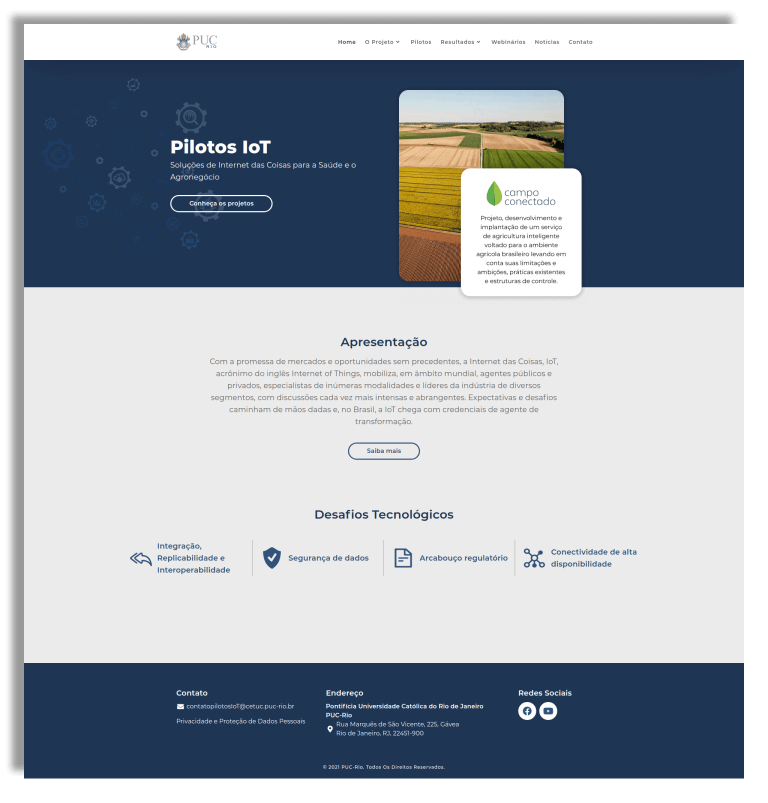 PUC
RIO
Home O Projeto Pilotos Resultados Webinários Notícias Contato
Pilotos IoT
Soluções de Internet das Coisas para a Saúde e o
Agronegócio
Conheça os projetos
campo
conectado
Projeto, desenvolvimento e
implantação de um serviço
de agricultura inteligente
voltado para o ambiente
agrícola brasileiro levando em
conta suas limitações e
ambições, práticas existentes
e estruturas de controle.
Apresentação
Com a promessa de mercados e oportunidades sem precedentes, a Internet das Coisas, IoT,
acrônimo do inglês Internet of Things, mobiliza, em âmbito mundial, agentes públicos e
privados, especialistas de inúmeras modalidades e líderes da indústria de diversos
segmentos, com discussões cada vez mais intensas e abrangentes. Expectativas e desafios
caminham de mãos dadas e, no Brasil, a IoT chega com credenciais de agente de
transformação.
Saiba mais
Desafios Tecnológicos
Integração,
Replicabilidade e
Interoperabilidade
Segurança de dados
Arcabouço regulatório
Conectividade de alta
disponibilidade
Contato
contatopilotosIoT@cetuc.puc-rio.br
Privacidade e Proteção de Dados Pessoais
Endereço
Pontifícia Universidade Católica do Rio de Janeiro
PUC-Rio
Rua Marquês de São Vicente, 225, Gávea
Rio de Janeiro, RJ, 22451-900
Redes Sociais
© 2021 PUC-Rio. Todos Os Direitos Reservados.